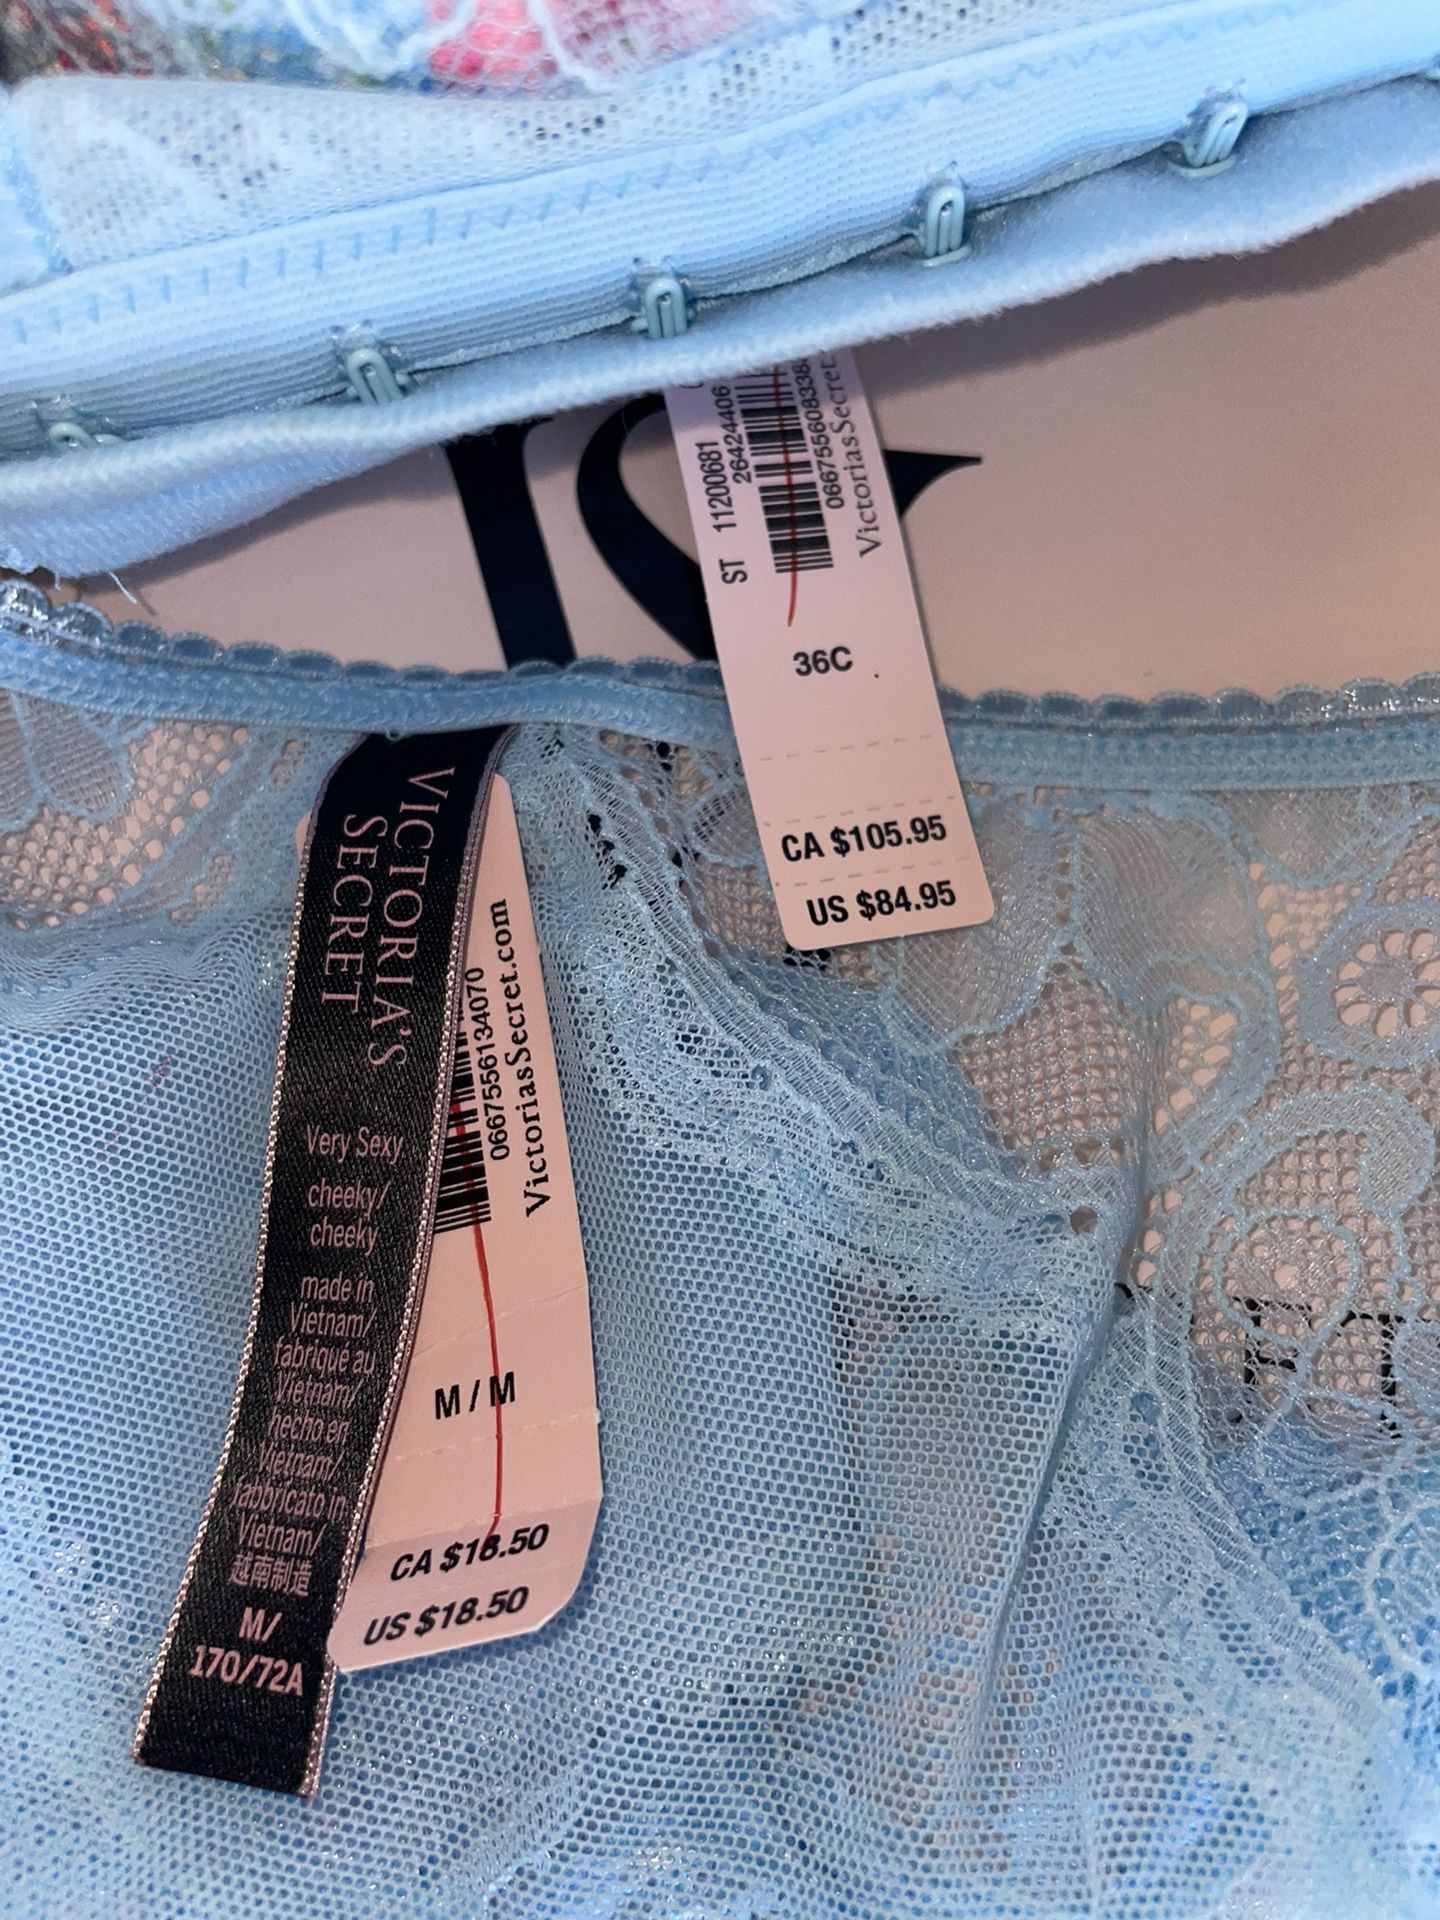 ST 11200681
26424406
0667556083384
VictoriasSecret.
36C
CA $105.95
US $84.95
VICTORIA'S
SECRET
Very Sexy
cheeky/
cheeky
made in
Vietnam/
fabriqué au
Vietnam/
hecho en
Vietnam/
fabbricato in
Vietnam/
越南制造
M/
170/72A
0667556134070
VictoriasSecret.com
M / M
CA $18.50
US $18.50